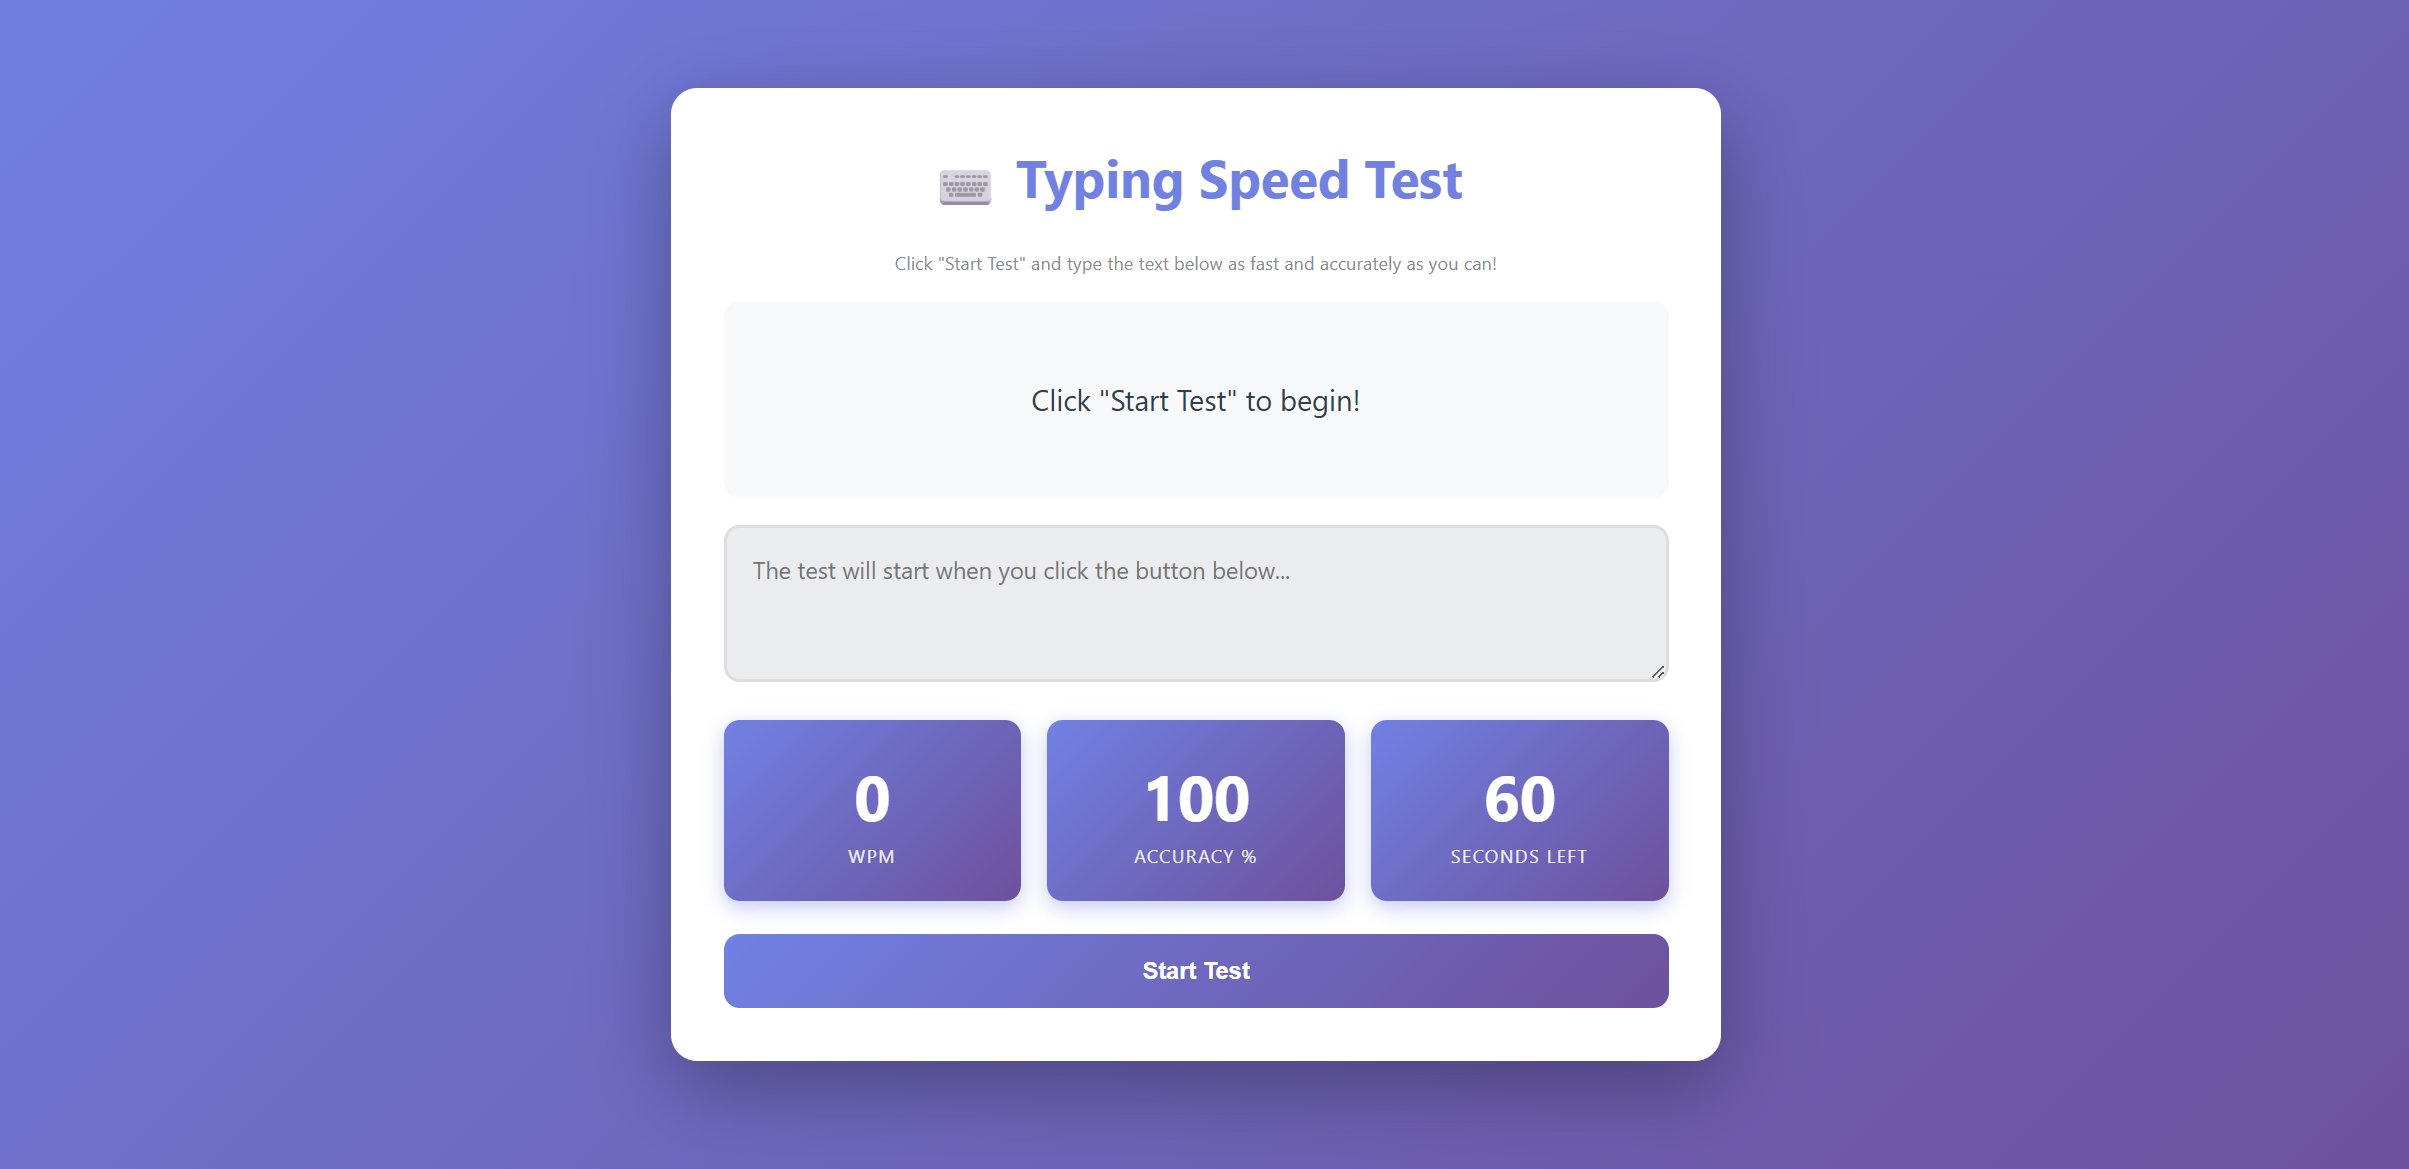 Typing Speed Test
Click "Start Test" and type the text below as fast and accurately as you can!
Click "Start Test" to begin!
The test will start when you click the button below...
0
WPM
100
ACCURACY %
60
SECONDS LEFT
Start Test